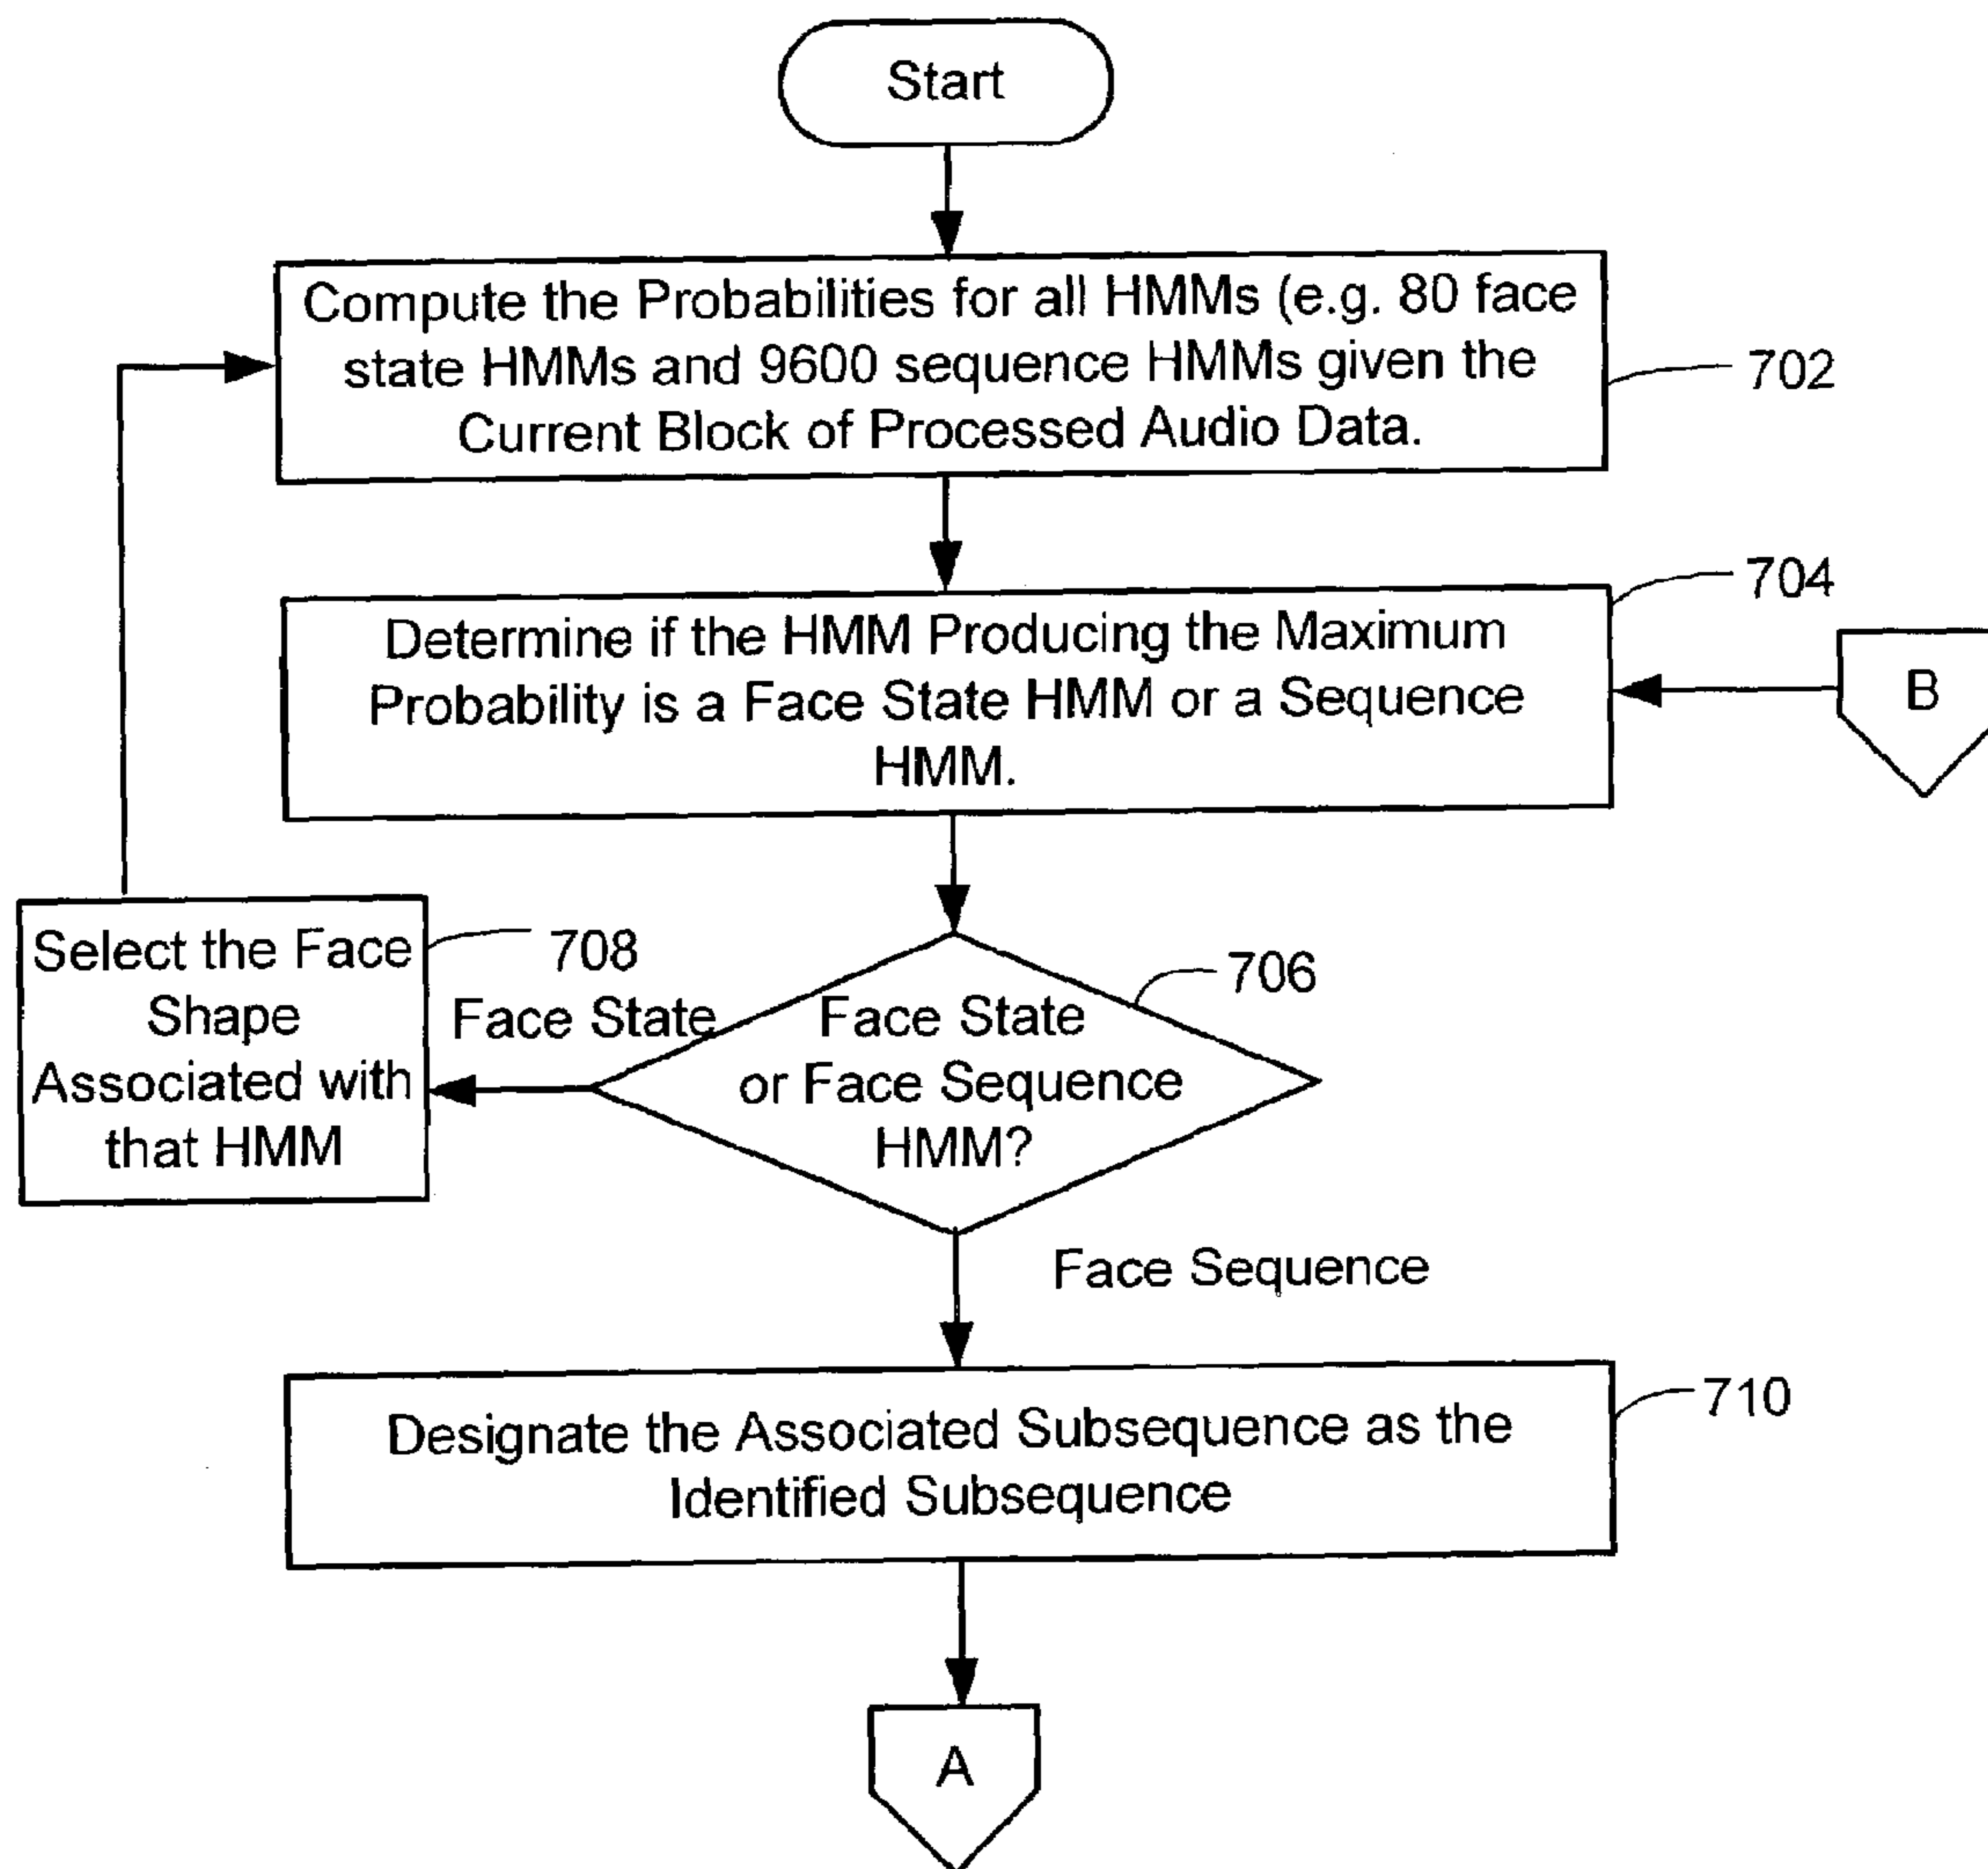 Start
Compute the Probabilities for all HMMs (e.g. 80 face
state HMMs and 9600 sequence HMMs given the
Current Block of Processed Audio Data.
702
Determine if the HMM Producing the Maximum
Probability is a Face State HMM or a Sequence
HMM.
704
B
Select the Face
Shape
Associated with
that HMM
708
Face State
Face State
or Face Sequence
HMM?
706
Face Sequence
Designate the Associated Subsequence as the
Identified Subsequence
710
A